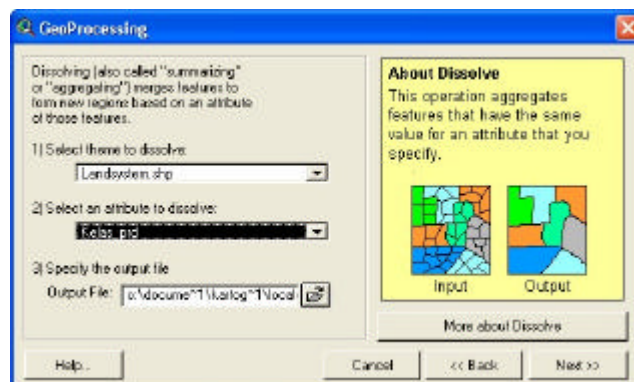 GeoProcessing
Dissolving (also called "summarizing"
or "aggregating") merges features to
form new regions based on an attribute
of those features.
1) Select theme to dissolve:
Landsystem.shp
2) Select an attribute to dissolve:
Kelas_prd
3) Specify the output file
Output File:
About Dissolve
This operation aggregates
features that have the same
value for an attribute that you
specify.
Input Output
More about Dissolve
Help...
Cancel
<< Back
Next >>